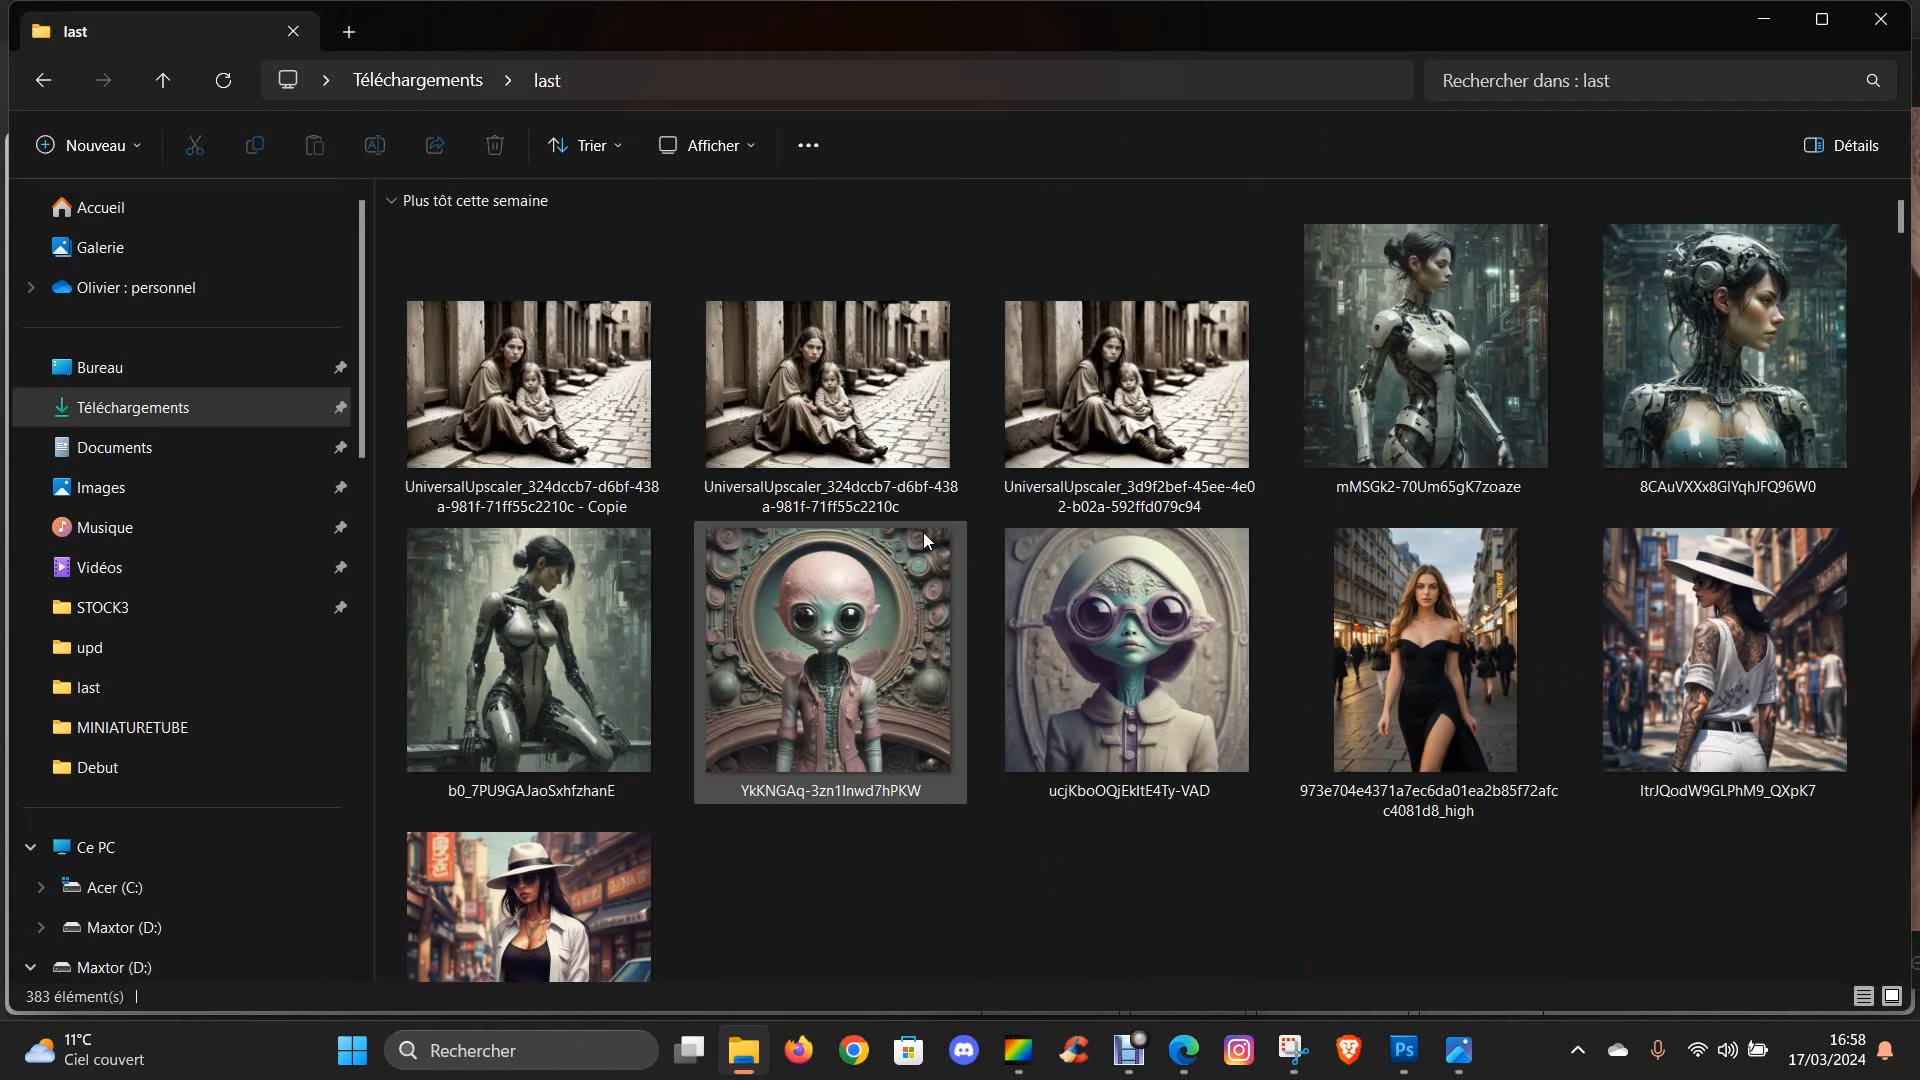 last
Téléchargements
last
Rechercher dans : last
Nouveau
Trier
Afficher
Détails
Accueil
Galerie
Olivier : personnel
Bureau
Téléchargements
Documents
Images
Musique
Vidéos
STOCK3
upd
last
MINIATURETUBE
Debut
Ce PC
Acer (C:)
Maxtor (D:)
Maxtor (D:)
Plus tôt cette semaine
UniversalUpscaler_324dccb7-d6bf-438
a-981f-71ff55c2210c - Copie
UniversalUpscaler_324dccb7-d6bf-438
a-981f-71ff55c2210c
UniversalUpscaler_3d9f2bef-45ee-4e0
2-b02a-592ffd079c94
mMSGk2-70Um65gK7zoaze
8CAuVXXx8GlYqhJFQ96W0
b0_7PU9GAJaoSxhfzhanE
YkKNGAq-3zn1Inwd7hPKW
ucjKboOQjEkItE4Ty-VAD
973e704e4371a7ec6da01ea2b85f72afc
c4081d8_high
ltrJQodW9GLPhM9_QXpK7
383 élément(s)
11°C
Ciel couvert
Rechercher
Ps
16:58
17/03/2024